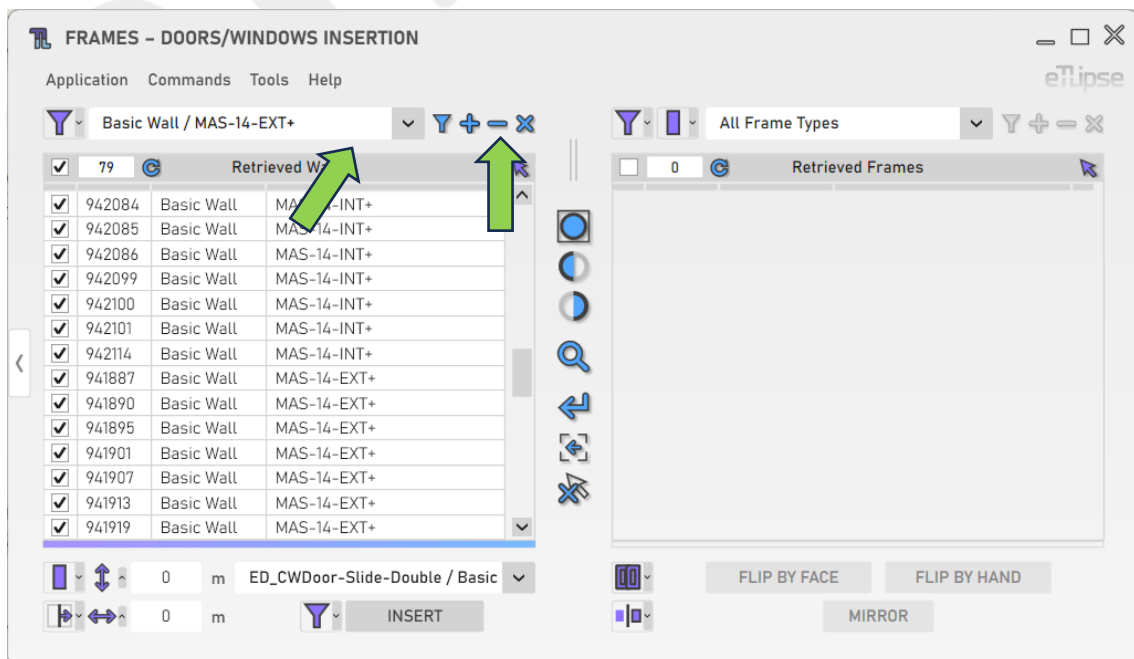 FRAMES – DOORS/WINDOWS INSERTION
Application Commands Tools Help
eTLipse
Basic Wall / MAS-14-EXT+
All Frame Types
79 Retrieved
0 Retrieved Frames
942084 Basic Wall MAS-14-INT+
942085 Basic Wall MAS-14-INT+
942086 Basic Wall MAS-14-INT+
942099 Basic Wall MAS-14-INT+
942100 Basic Wall MAS-14-INT+
942101 Basic Wall MAS-14-INT+
942114 Basic Wall MAS-14-INT+
941887 Basic Wall MAS-14-EXT+
941890 Basic Wall MAS-14-EXT+
941895 Basic Wall MAS-14-EXT+
941901 Basic Wall MAS-14-EXT+
941907 Basic Wall MAS-14-EXT+
941913 Basic Wall MAS-14-EXT+
941919 Basic Wall MAS-14-EXT+
0 m ED_CWDoor-Slide-Double / Basic
FLIP BY FACE FLIP BY HAND
0 m INSERT
MIRROR